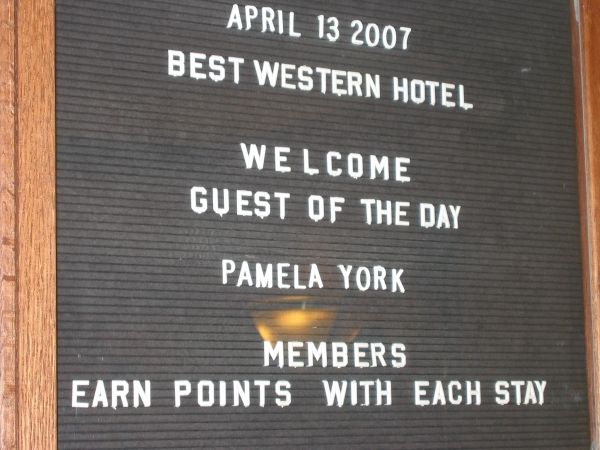 APRIL 13 2007
BEST WESTERN HOTEL
WELCOME
GUEST OF THE DAY
PAMELA YORK
MEMBERS
EARN POINTS WITH EACH STAY